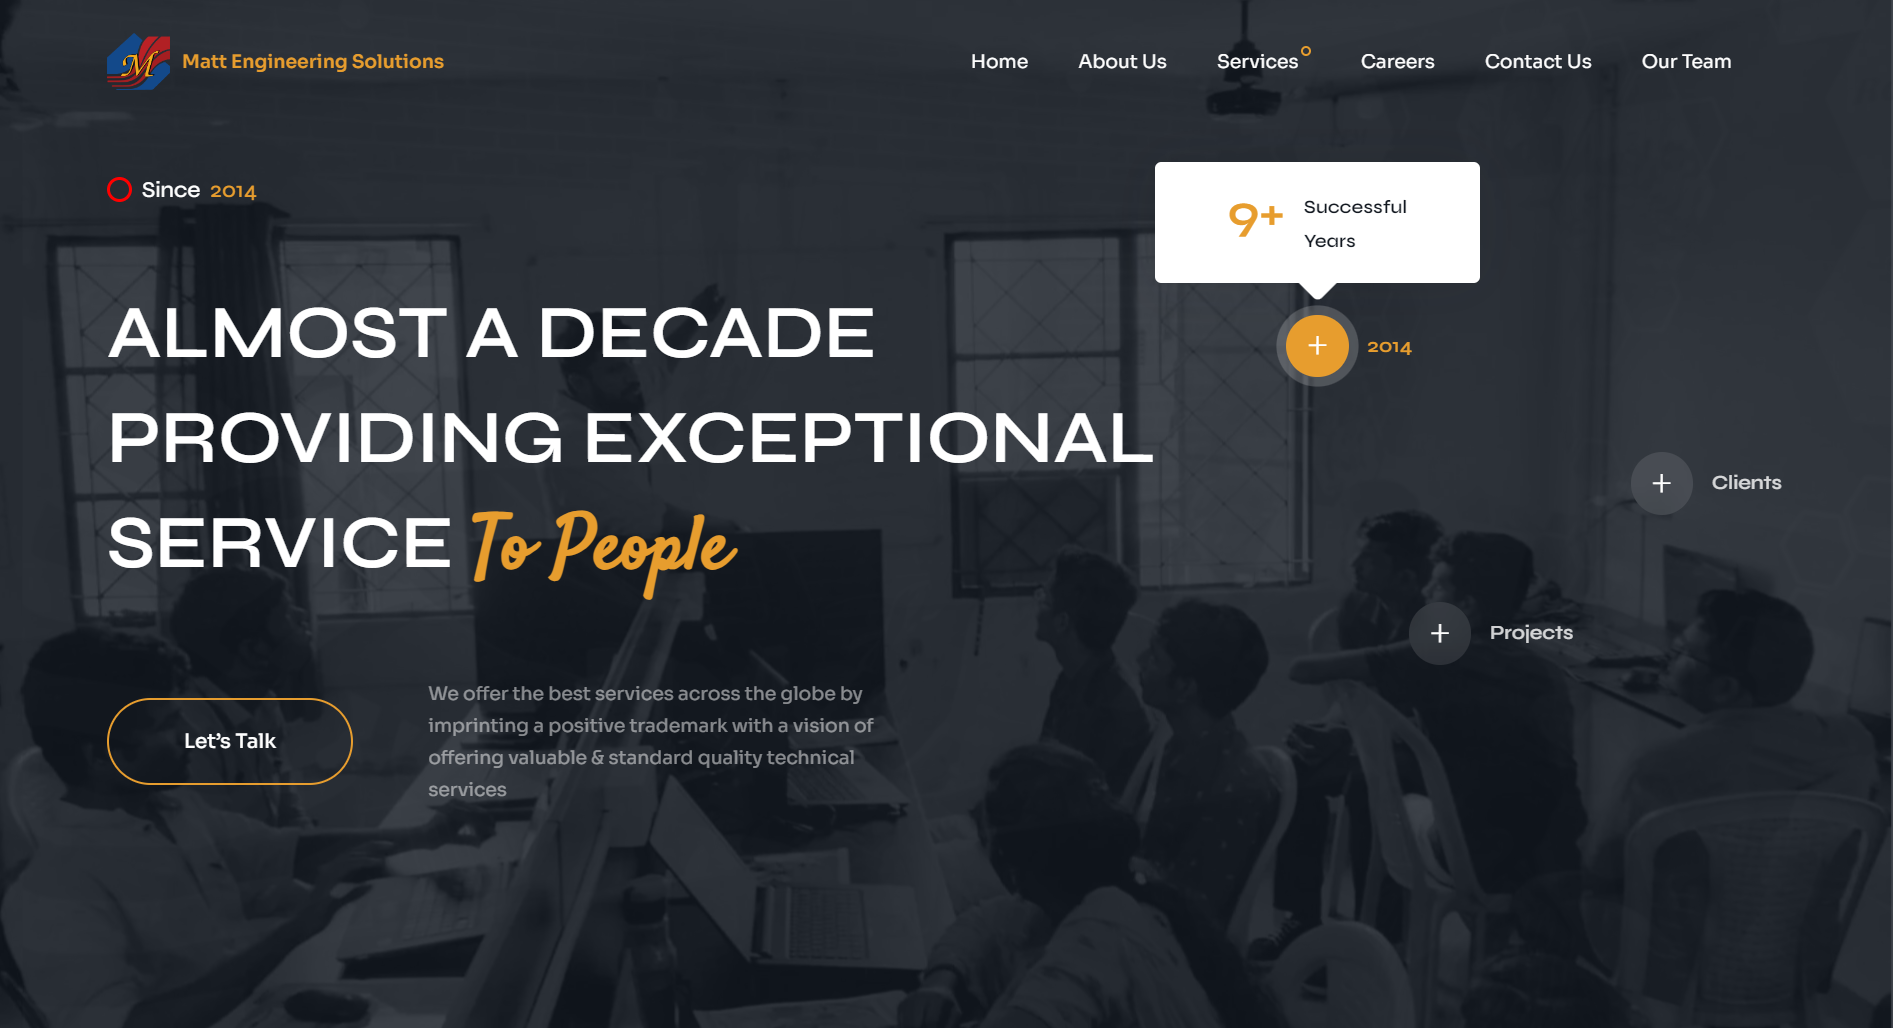 M
Matt Engineering Solutions
Home
About Us
Services
Careers
Contact Us
Our Team
Since 2014
9+
Successful
Years
2014
ALMOST A DECADE
PROVIDING EXCEPTIONAL
SERVICE To People
Clients
Projects
Let's Talk
We offer the best services across the globe by
imprinting a positive trademark with a vision of
offering valuable & standard quality technical
services